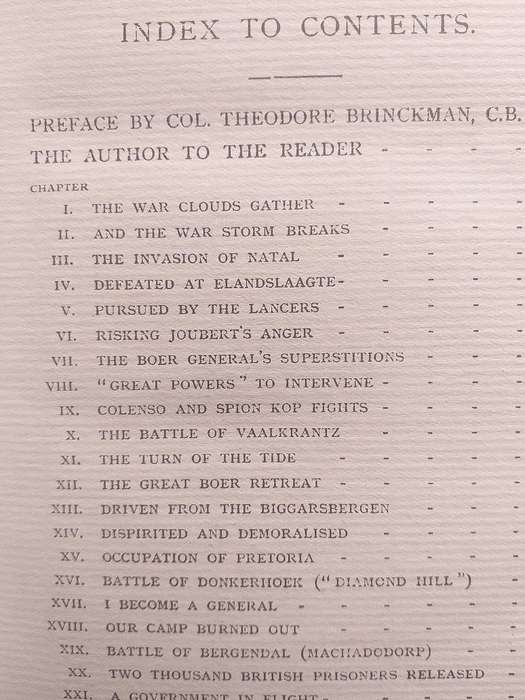 INDEX TO CONTENTS.
PREFACE BY COL. THEODORE BRINCKMAN, C.B.
THE AUTHOR TO THE READER - - - -
CHAPTER
I. THE WAR CLOUDS GATHER - - - - -
II. AND THE WAR STORM BREAKS - - - -
III. THE INVASION OF NATAL - - - - -
IV. DEFEATED AT ELANDSLAAGTE- - - - -
V. PURSUED BY THE LANCERS - - - - -
VI. RISKING JOUBERT'S ANGER - - - - -
VII. THE BOER GENERAL'S SUPERSTITIONS - - -
VIII. "GREAT POWERS" TO INTERVENE - - - -
IX. COLENSO AND SPION KOP FIGHTS - - - -
X. THE BATTLE OF VAALKRANTZ - - - - -
XI. THE TURN OF THE TIDE - - - - -
XII. THE GREAT BOER RETREAT - - - - -
XIII. DRIVEN FROM THE BIGGARSBERGEN - - -
XIV. DISPIRITED AND DEMORALISED - - - -
XV. OCCUPATION OF PRETORIA - - - - -
XVI. BATTLE OF DONKERHOEK ("DIAMOND HILL") -
XVII. I BECOME A GENERAL - - - - - -
XVIII. OUR CAMP BURNED OUT - - - - -
XIX. BATTLE OF BERGENDAL (MACHADODORP) - -
XX. TWO THOUSAND BRITISH PRISONERS RELEASED -
XXI. A GOVERNMENT IN FLIGHT - - - - -